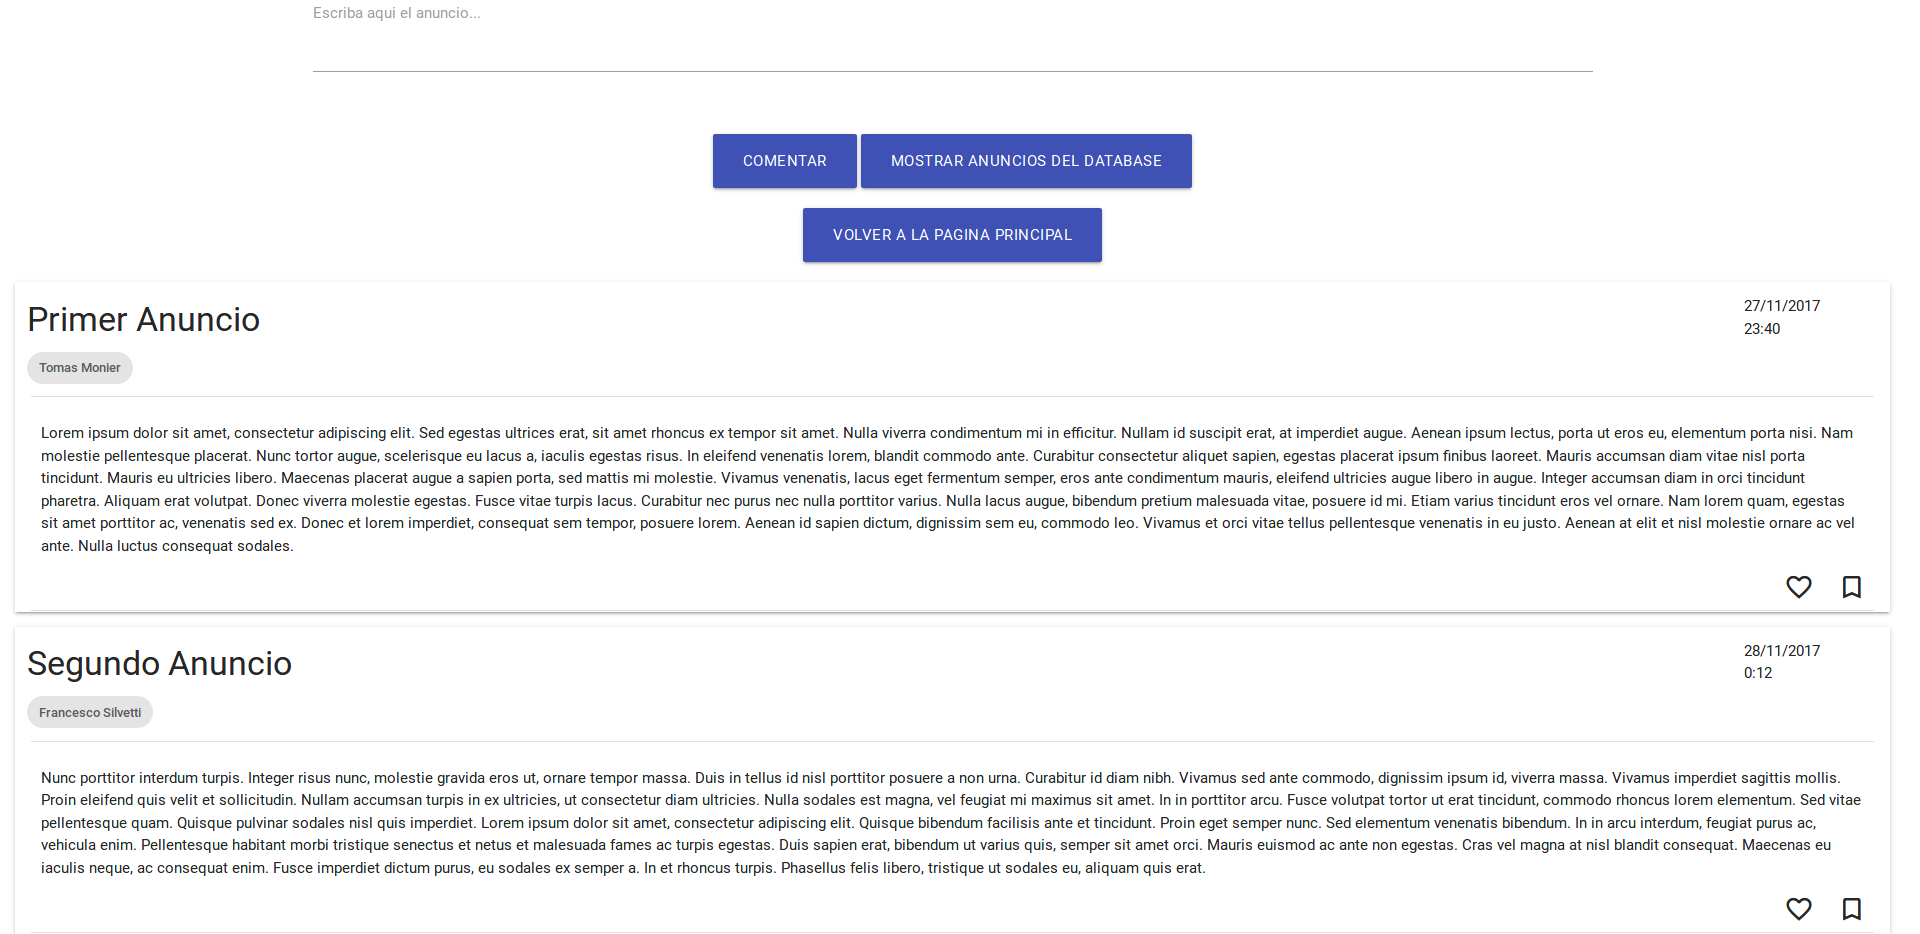 Escriba aqui el anuncio...
COMENTAR
MOSTRAR ANUNCIOS DEL DATABASE
VOLVER A LA PAGINA PRINCIPAL
Primer Anuncio
27/11/2017
23:40
Tomas Monier
Lorem ipsum dolor sit amet, consectetur adipiscing elit. Sed egestas ultrices erat, sit amet rhoncus ex tempor sit amet. Nulla viverra condimentum mi in efficitur. Nullam id suscipit erat, at imperdiet augue. Aenean ipsum lectus, porta ut eros eu, elementum porta nisi. Nam
molestie pellentesque placerat. Nunc tortor augue, scelerisque eu lacus a, iaculis egestas risus. In eleifend venenatis lorem, blandit commodo ante. Curabitur consectetur aliquet sapien, egestas placerat ipsum finibus laoreet. Mauris accumsan diam vitae nisl porta
tincidunt. Mauris eu ultricies libero. Maecenas placerat augue a sapien porta, sed mattis mi molestie. Vivamus venenatis, lacus eget fermentum semper, eros ante condimentum mauris, eleifend ultricies augue libero in augue. Integer accumsan diam in orci tincidunt
pharetra. Aliquam erat volutpat. Donec viverra molestie egestas. Fusce vitae turpis lacus. Curabitur nec purus nec nulla porttitor varius. Nulla lacus augue, bibendum pretium malesuada vitae, posuere id mi. Etiam varius tincidunt eros vel ornare. Nam lorem quam, egestas
sit amet porttitor ac, venenatis sed ex. Donec et lorem imperdiet, consequat sem tempor, posuere lorem. Aenean id sapien dictum, dignissim sem eu, commodo leo. Vivamus et orci vitae tellus pellentesque venenatis in eu justo. Aenean at elit et nisl molestie ornare ac vel
ante. Nulla luctus consequat sodales.
Segundo Anuncio
28/11/2017
0:12
Francesco Silvetti
Nunc porttitor interdum turpis. Integer risus nunc, molestie gravida eros ut, ornare tempor massa. Duis in tellus id nisl porttitor posuere a non urna. Curabitur id diam nibh. Vivamus sed ante commodo, dignissim ipsum id, viverra massa. Vivamus imperdiet sagittis mollis.
Proin eleifend quis velit et sollicitudin. Nullam accumsan turpis in ex ultricies, ut consectetur diam ultricies. Nulla sodales est magna, vel feugiat mi maximus sit amet. In in porttitor arcu. Fusce volutpat tortor ut erat tincidunt, commodo rhoncus lorem elementum. Sed vitae
pellentesque quam. Quisque pulvinar sodales nisl quis imperdiet. Lorem ipsum dolor sit amet, consectetur adipiscing elit. Quisque bibendum facilisis ante et tincidunt. Proin eget semper nunc. Sed elementum venenatis bibendum. In in arcu interdum, feugiat purus ac,
vehicula enim. Pellentesque habitant morbi tristique senectus et netus et malesuada fames ac turpis egestas. Duis sapien erat, bibendum ut varius quis, semper sit amet orci. Mauris euismod ac ante non egestas. Cras vel magna at nisl blandit consequat. Maecenas eu
iaculis neque, ac consequat enim. Fusce imperdiet dictum purus, eu sodales ex semper a. In et rhoncus turpis. Phasellus felis libero, tristique ut sodales eu, aliquam quis erat.